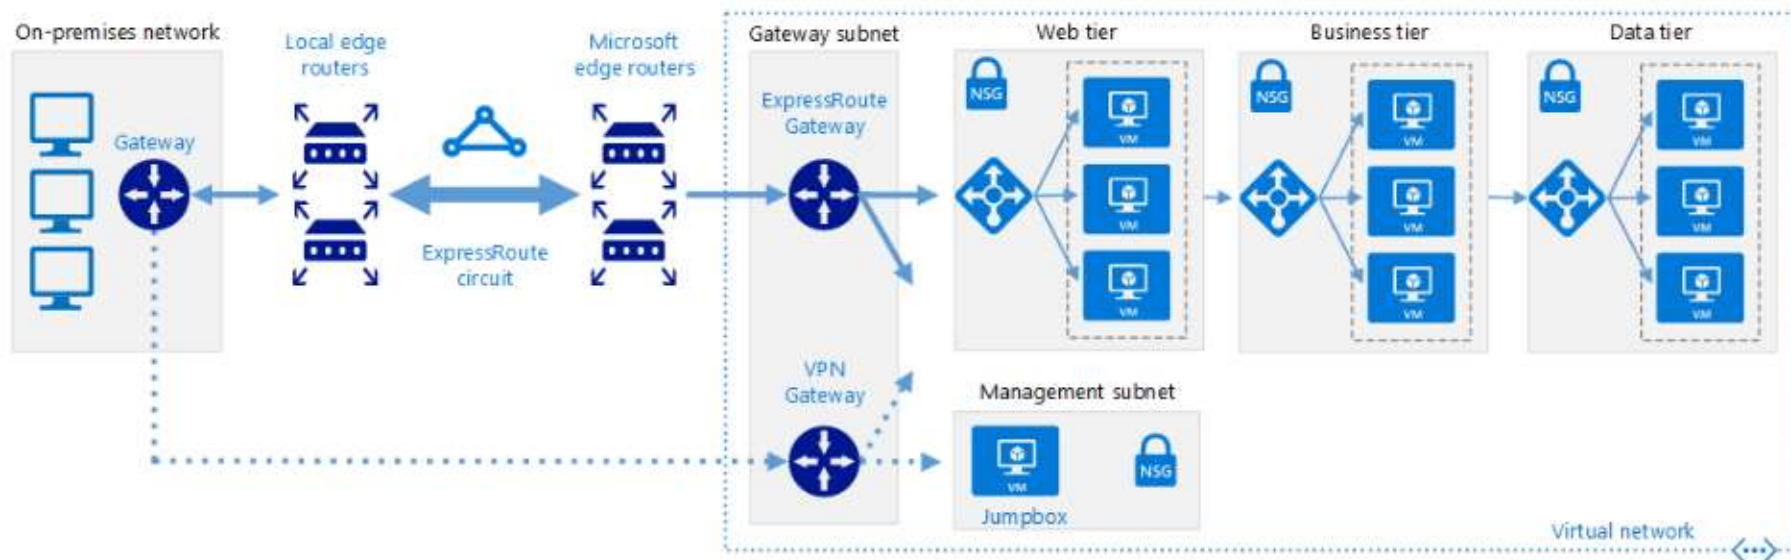 On-premises network
Local edge
routers
Microsoft
edge routers
Gateway subnet
Web tier
Business tier
Data tier
Gateway
ExpressRoute
circuit
ExpressRoute
Gateway
NSG
VM
VM
VM
NSG
VM
VM
VM
NSG
VM
VM
VM
VPN
Gateway
Management subnet
VM
Jumpbox
NSG
Virtual network